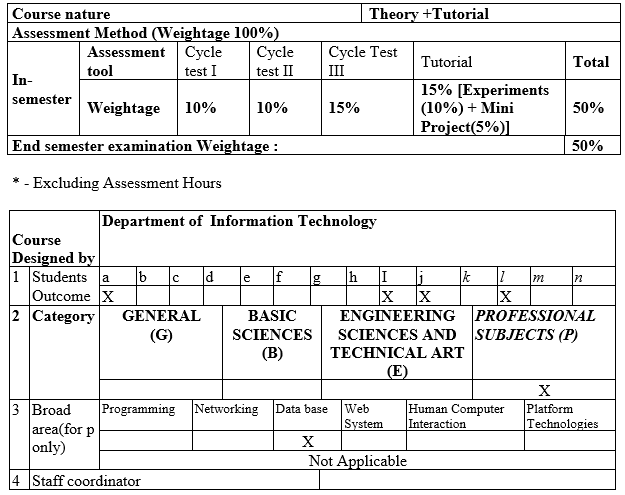 Course nature Theory +Tutorial
Assessment Method (Weightage 100%)
In-semester Assessment tool Cycle test I Cycle test II Cycle Test III Tutorial Total
Weightage 10% 10% 15% 15% [Experiments (10%) + Mini Project(5%)] 50%
End semester examination Weightage : 50%
* - Excluding Assessment Hours
Course Designed by Department of Information Technology
1 Students Outcome a b c d e f g h I j k l m n
X X X X
2 Category GENERAL (G) BASIC SCIENCES (B) ENGINEERING SCIENCES AND TECHNICAL ART (E) PROFESSIONAL SUBJECTS (P)
X
3 Broad area(for p only) Programming Networking Data base Web System Human Computer Interaction Platform Technologies
X
Not Applicable
4 Staff coordinator